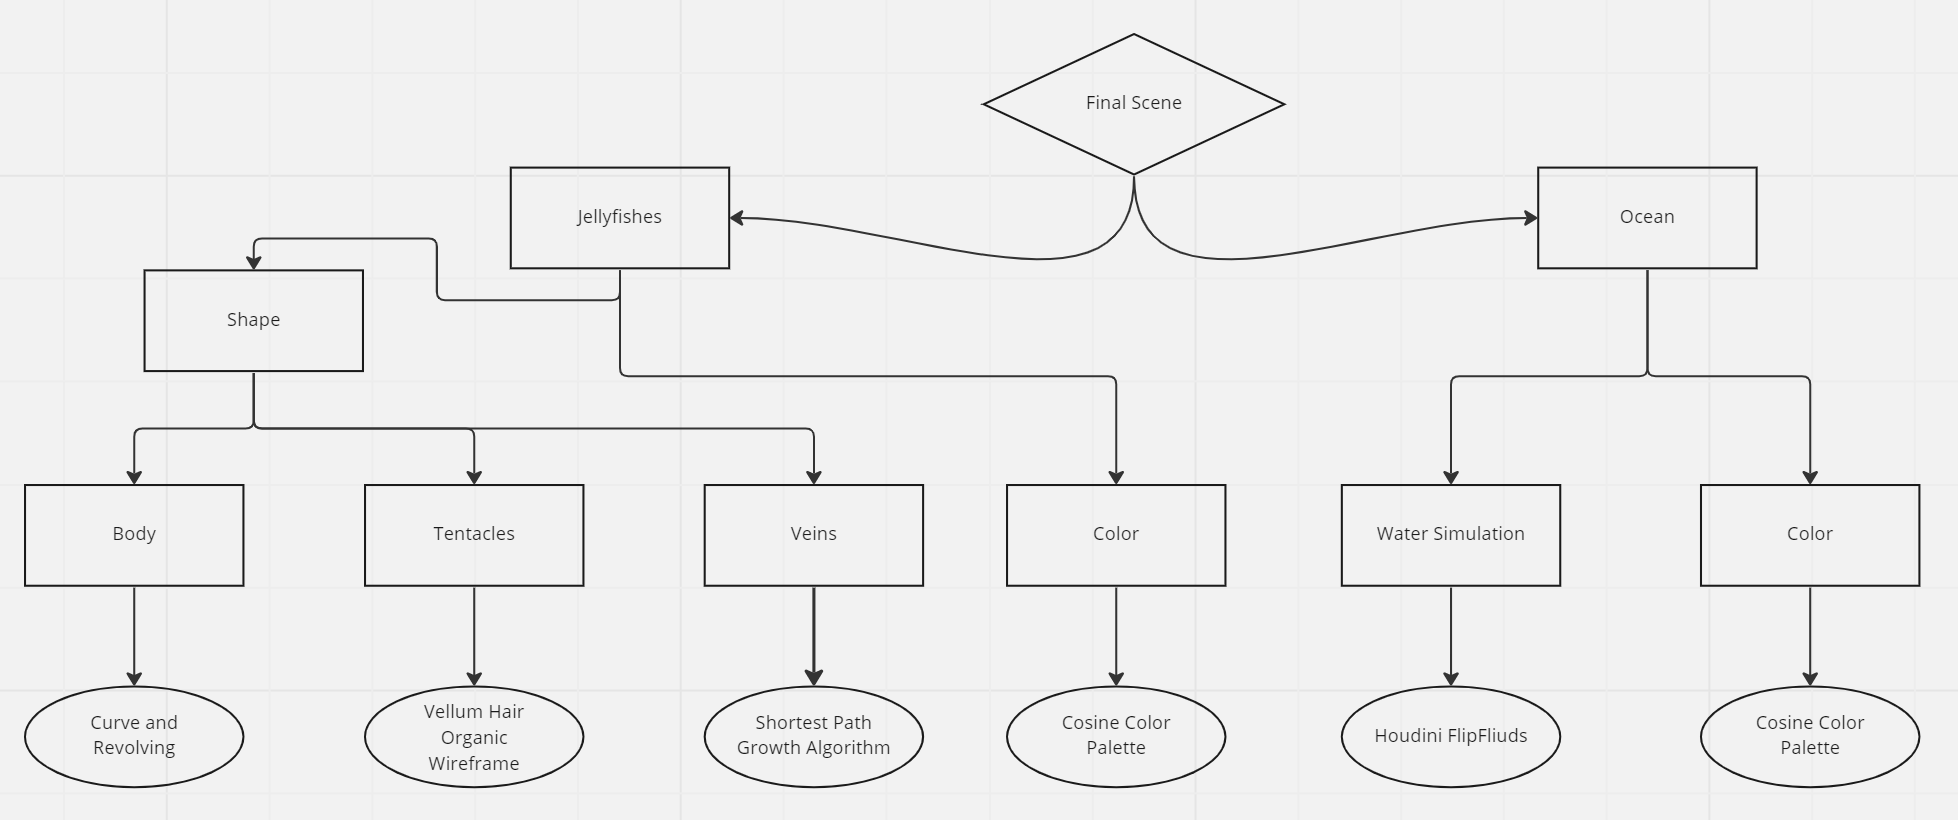 Final Scene
Jellyfishes
Ocean
Shape
Body
Tentacles
Veins
Color
Water Simulation
Color
Curve and
Revolving
Vellum Hair
Organic
Wireframe
Shortest Path
Growth Algorithm
Cosine Color
Palette
Houdini FlipFliuds
Cosine Color
Palette